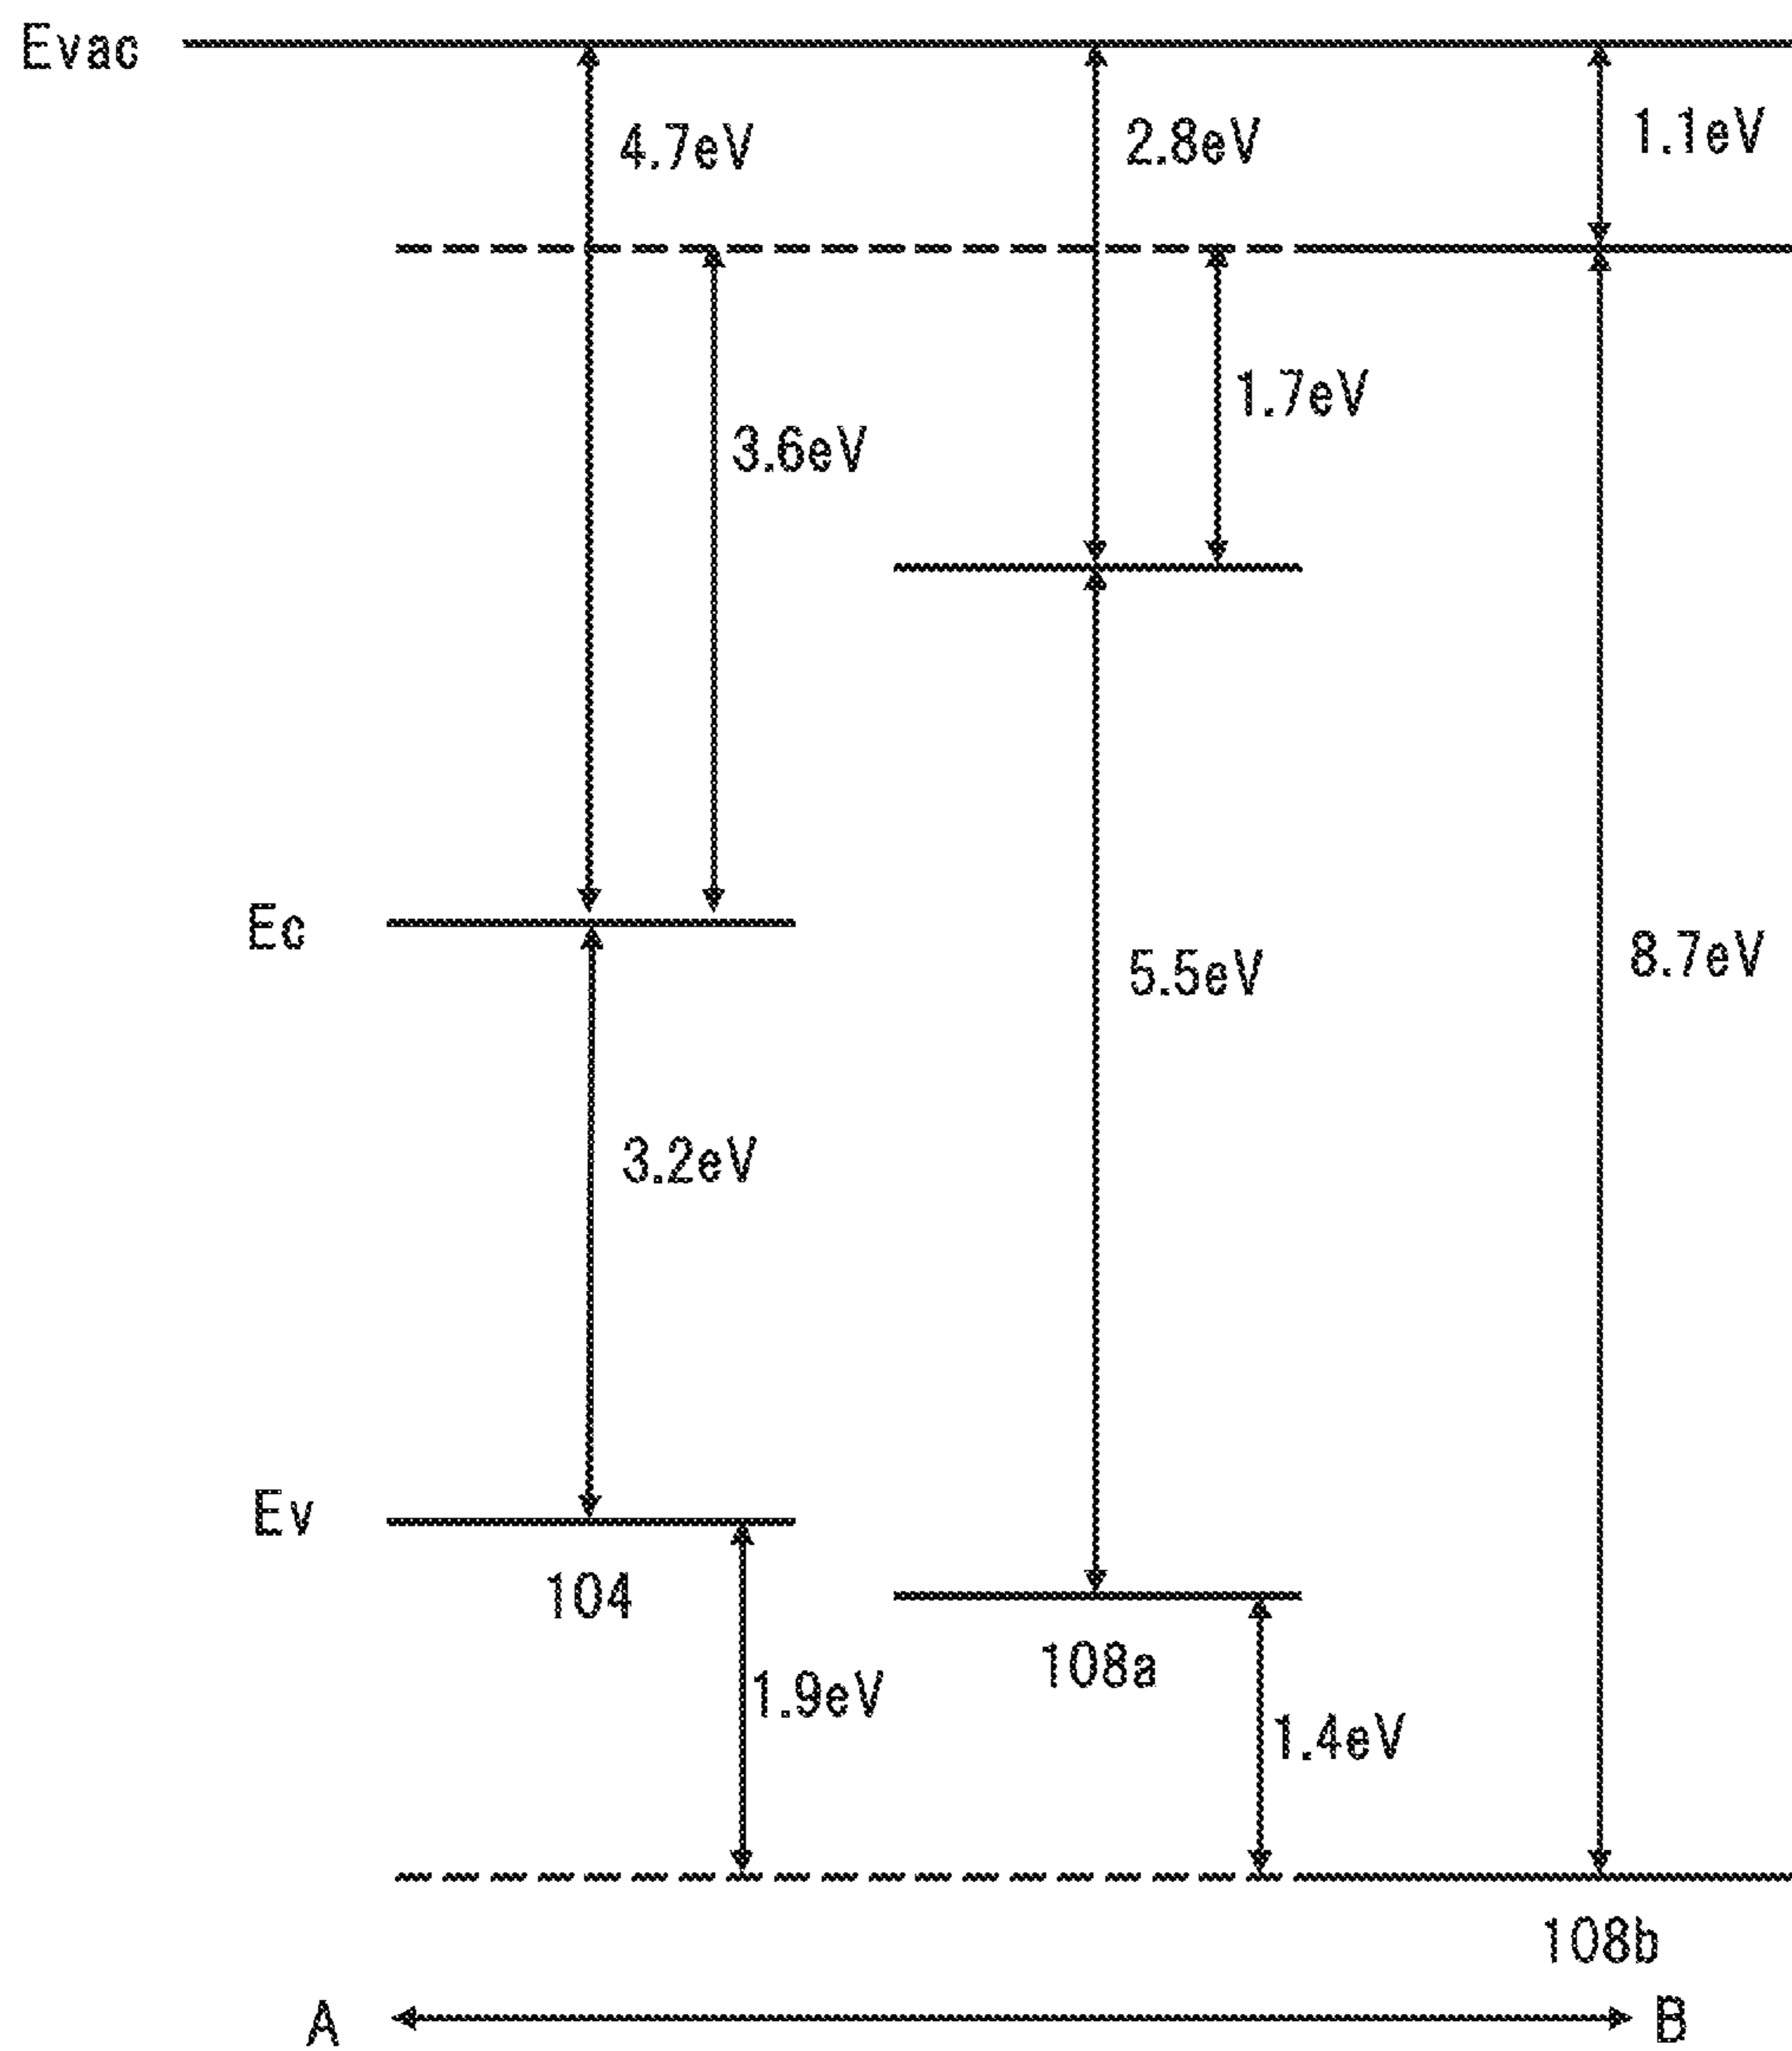 Evac
4.7eV
2.8eV
1.1eV
1.7eV
3.6eV
Ec
5.5eV
8.7eV
3.2eV
Ev
104
108a
1.9eV
1.4eV
108b
A
B